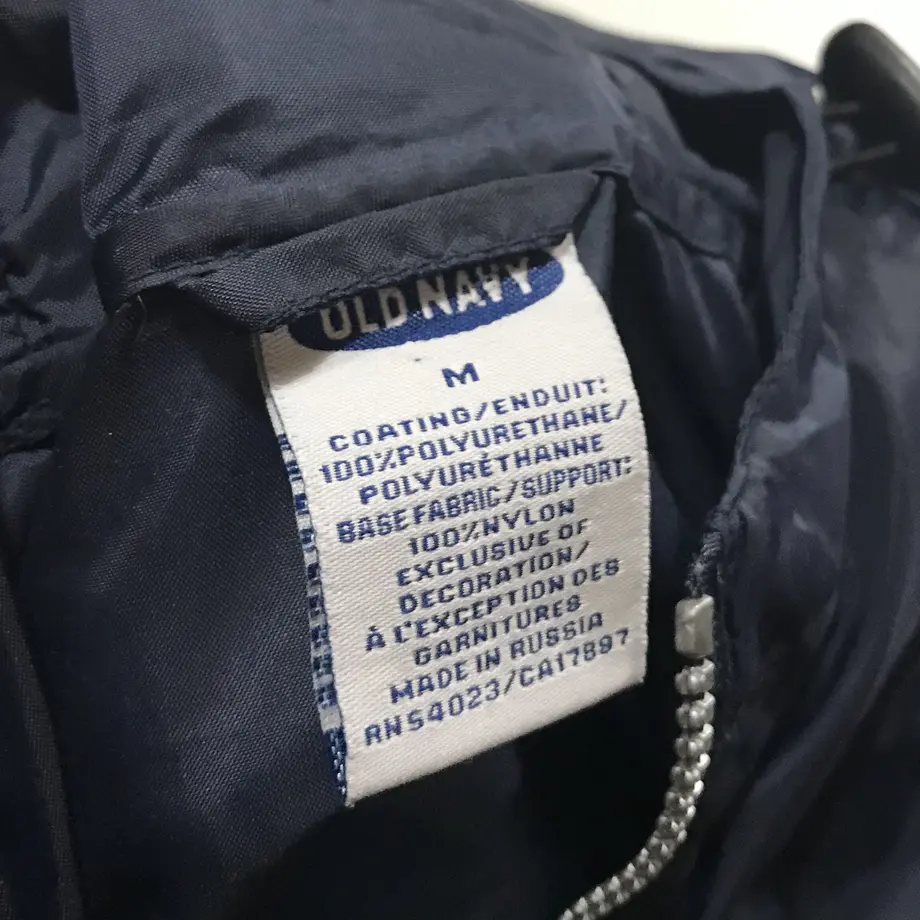 OLD NAVY
M
COATING/ENDUIT:
100%POLYURETHANE/
POLYURÉTHANNE
BASE FABRIC/SUPPORT:
100%NYLON
EXCLUSIVE OF
DECORATION/
À L'EXCEPTION DES
GARNITURES
MADE IN RUSSIA
RN54023/CA17897